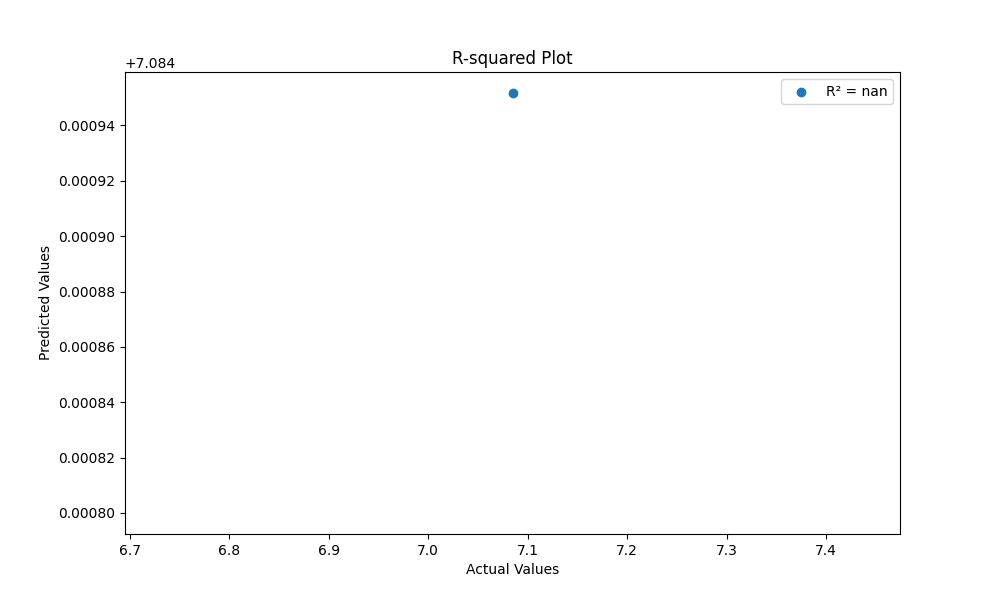 R-squared Plot
+7.084
R² = nan
0.00094
0.00092
0.00090
0.00088
0.00086
0.00084
0.00082
0.00080
Predicted Values
6.7 6.8 6.9 7.0 7.1 7.2 7.3 7.4
Actual Values